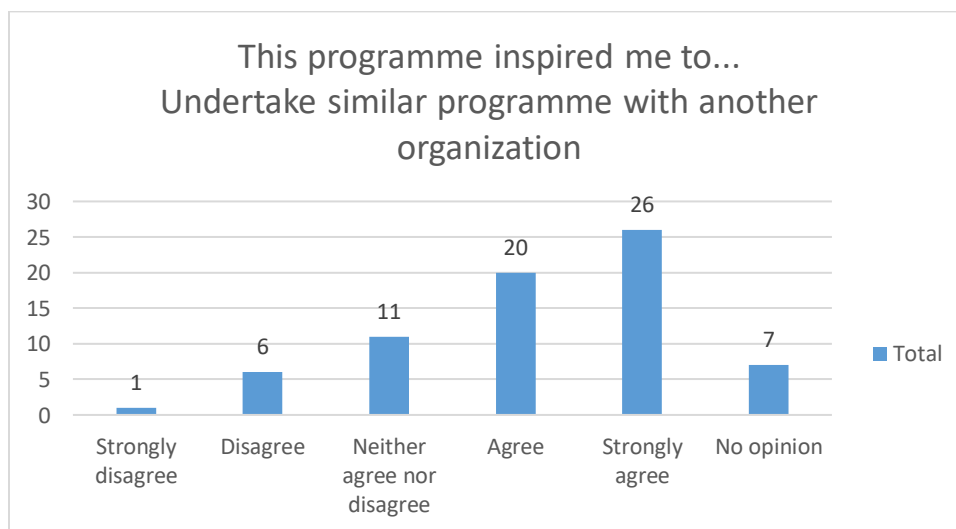 This programme inspired me to...
Undertake similar programme with another
organization
30
25
20
15
10
5
0
1
6
11
20
26
7
Strongly
disagree
Disagree
Neither
agree nor
disagree
Agree
Strongly
agree
No opinion
Total